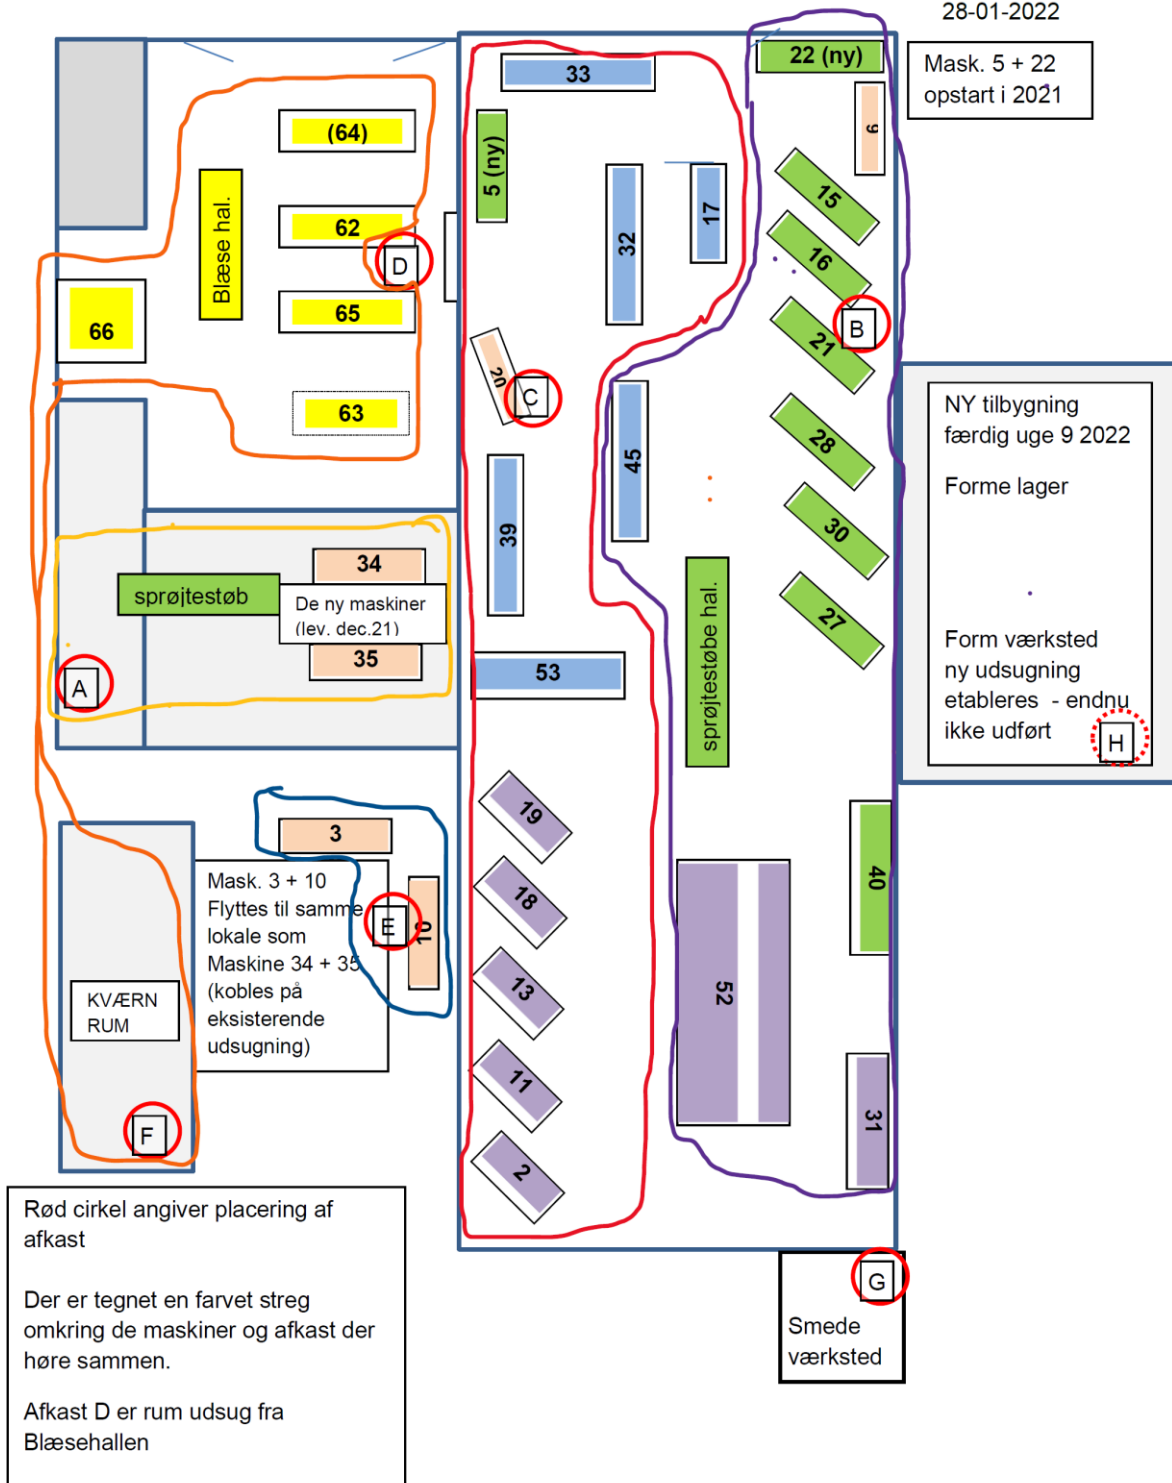 28-01-2022
Mask. 5 + 22
opstart i 2021
22 (ny)
33
(64)
5 (ny)
9
15
62
Blæse hal.
32
17
16
D
66
65
B
21
20
C
63
45
28
NY tilbygning
færdig uge 9 2022
Forme lager
39
30
34
sprøjtestøb
De ny maskiner
(lev. dec.21)
27
35
A
53
sprøjtestøbe hal.
Form værksted
ny udsugning
etableres - endnu
ikke udført
H
19
3
Mask. 3 + 10
Flyttes til samme
lokale som
Maskine 34 + 35
(kobles på
eksisterende
udsugning)
E
10
18
40
KVÆRN
RUM
13
52
11
31
F
2
Rød cirkel angiver placering af
afkast
Der er tegnet en farvet streg
omkring de maskiner og afkast der
høre sammen.
Afkast D er rum udsug fra
Blæsehallen
G
Smede
værksted